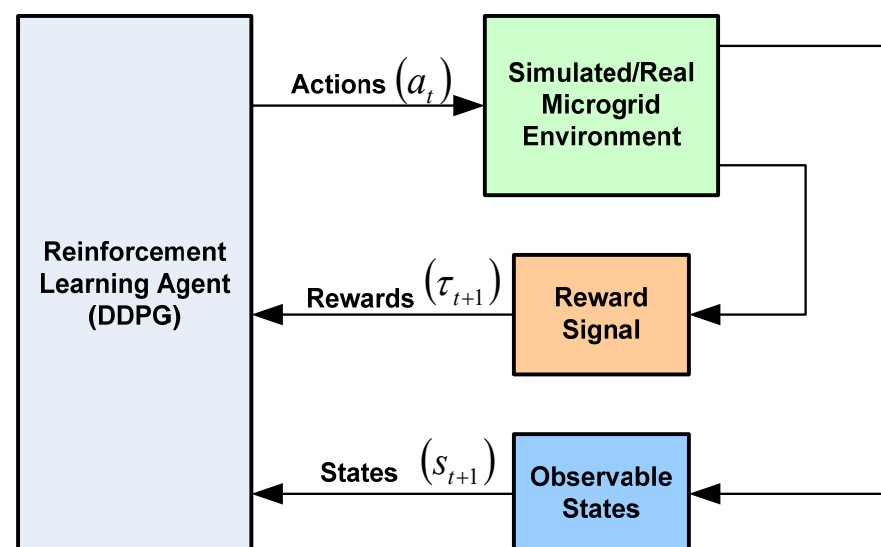 Actions (a_t)
Simulated/Real
Microgrid
Environment
Reinforcement
Learning Agent
(DDPG)
Rewards (τ_{t+1})
Reward
Signal
States (s_{t+1})
Observable
States